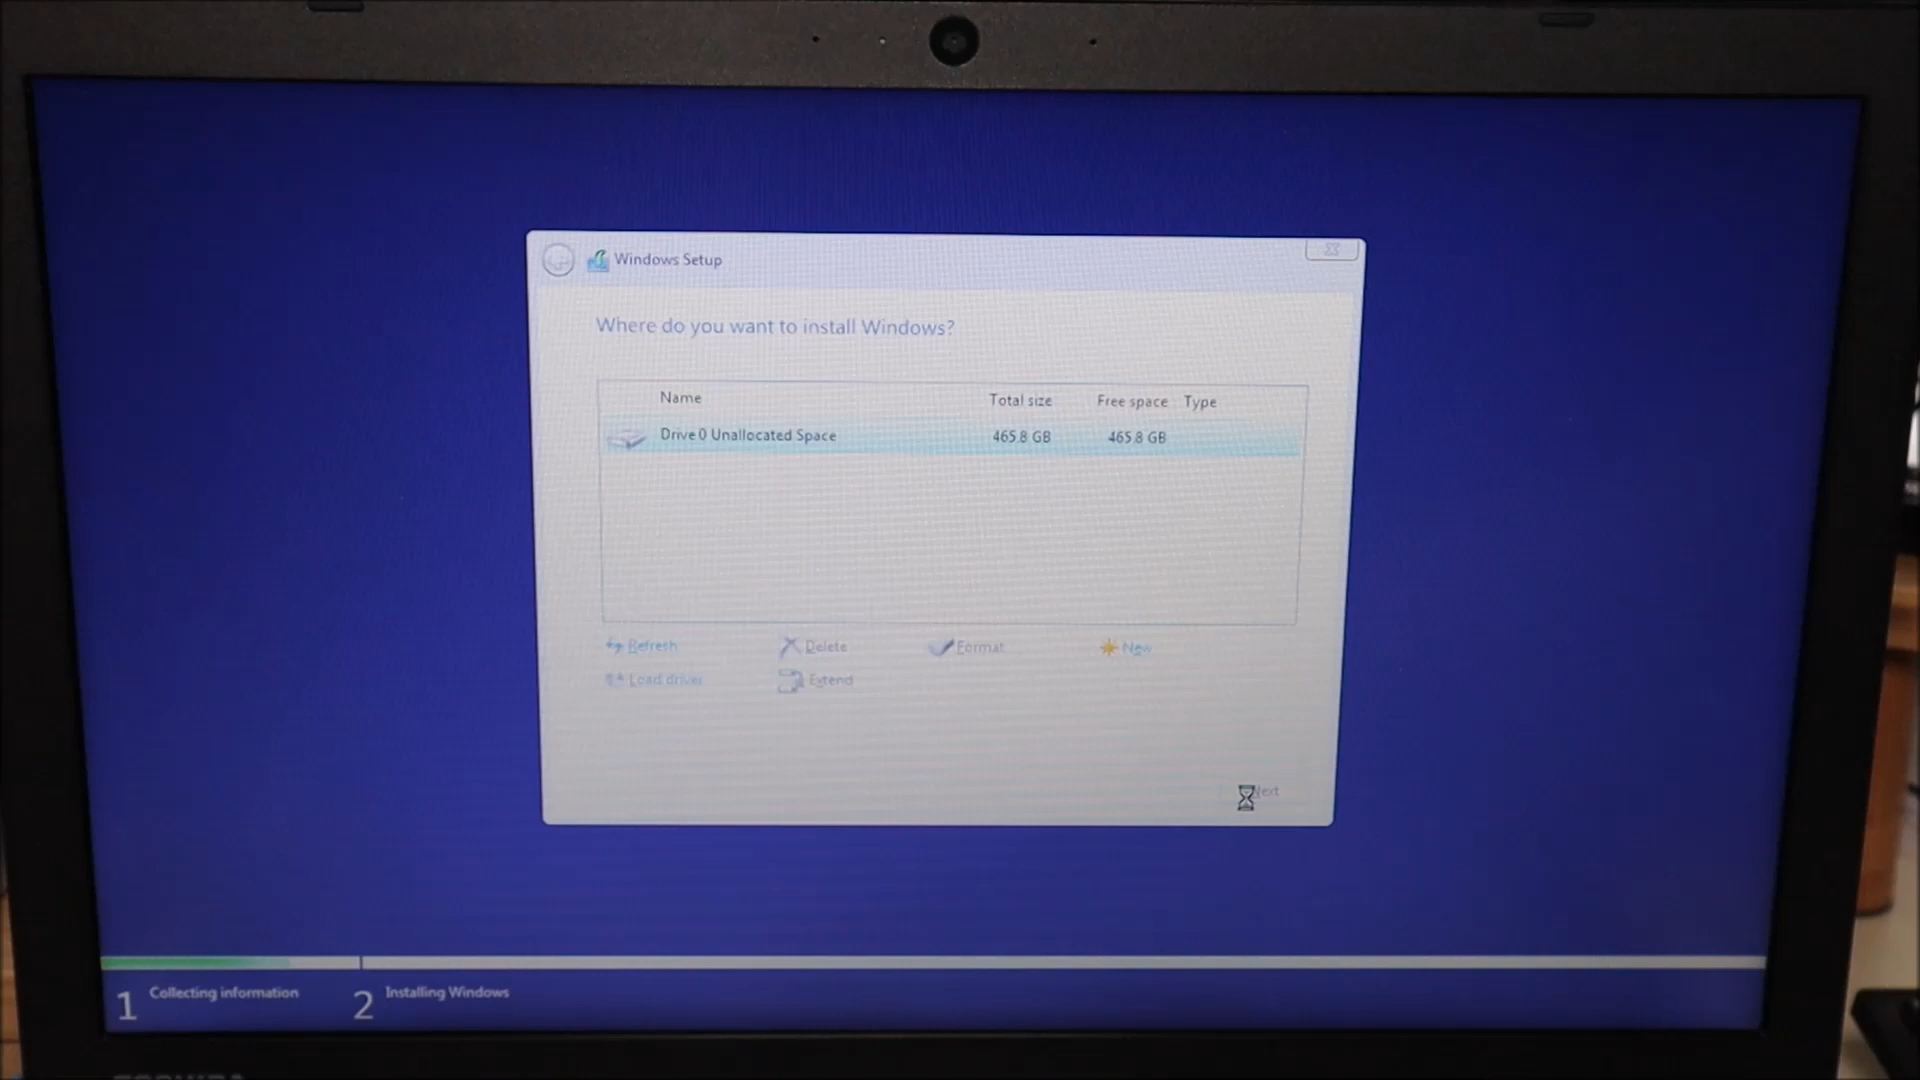 Windows Setup
Where do you want to install Windows?
Name Total size Free space Type
Drive 0 Unallocated Space 465.8 GB 465.8 GB
Refresh Delete Format New
Load driver Extend
1 Collecting information 2 Installing Windows